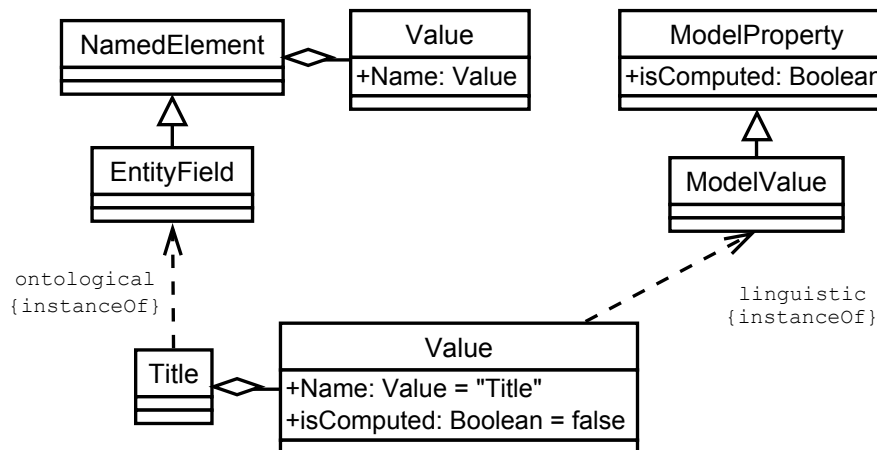 NamedElement
Value
+Name: Value
ModelProperty
+isComputed: Boolean
EntityField
ModelValue
ontological
{instanceOf}
linguistic
{instanceOf}
Title
Value
+Name: Value = "Title"
+isComputed: Boolean = false